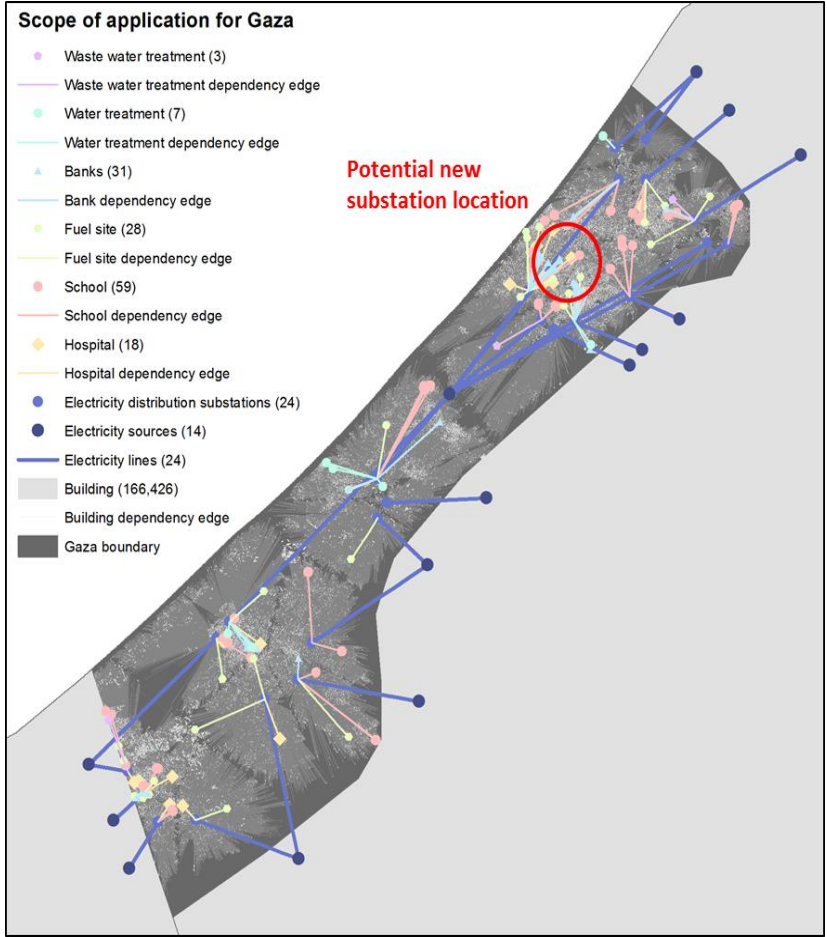 Scope of application for Gaza
Waste water treatment (3)
Waste water treatment dependency edge
Water treatment (7)
Water treatment dependency edge
Banks (31)
Bank dependency edge
Fuel site (28)
Fuel site dependency edge
School (59)
School dependency edge
Hospital (18)
Hospital dependency edge
Electricity distribution substations (24)
Electricity sources (14)
Electricity lines (24)
Building (166,426)
Building dependency edge
Gaza boundary
Potential new
substation location